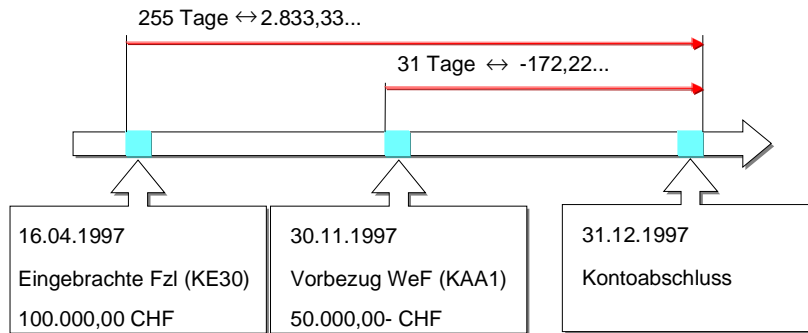 255 Tage ↔2.833,33...
31 Tage ↔ -172,22...
16.04.1997
Eingebrachte Fzl (KE30)
100.000,00 CHF
30.11.1997
Vorbezug WeF (KAA1)
50.000,00- CHF
31.12.1997
Kontoabschluss